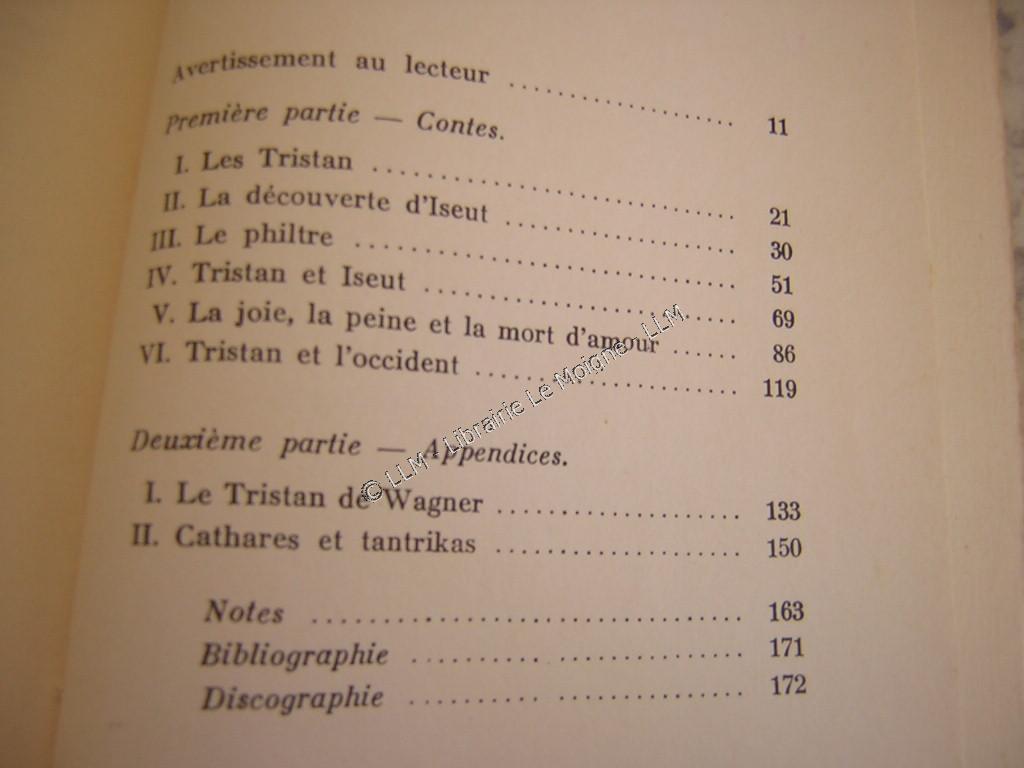 Avertissement au lecteur .......... 11
Première partie — Contes.
I. Les Tristan .......... 21
II. La découverte d'Iseut .......... 30
III. Le philtre .......... 51
IV. Tristan et Iseut .......... 69
V. La joie, la peine et la mort d'amour ...... 86
VI. Tristan et l'occident .......... 119
Deuxième partie — Appendices.
I. Le Tristan de Wagner .......... 133
II. Cathares et tantrikas .......... 150
Notes .......... 163
Bibliographie .......... 171
Discographie .......... 172
© LLM - Librairie Le Moigne - LLM